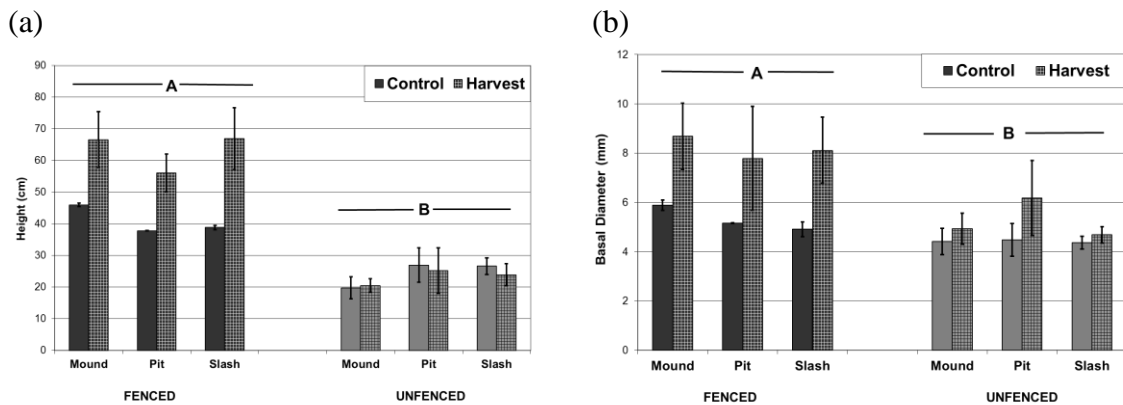 (a)
90
80
70
60
50
40
30
20
10
0
Height (cm)
A
Control Harvest
B
Mound Pit Slash Mound Pit Slash
FENCED UNFENCED
(b)
12
10
8
6
4
2
0
Basal Diameter (mm)
A
Control Harvest
B
Mound Pit Slash Mound Pit Slash
FENCED UNFENCED